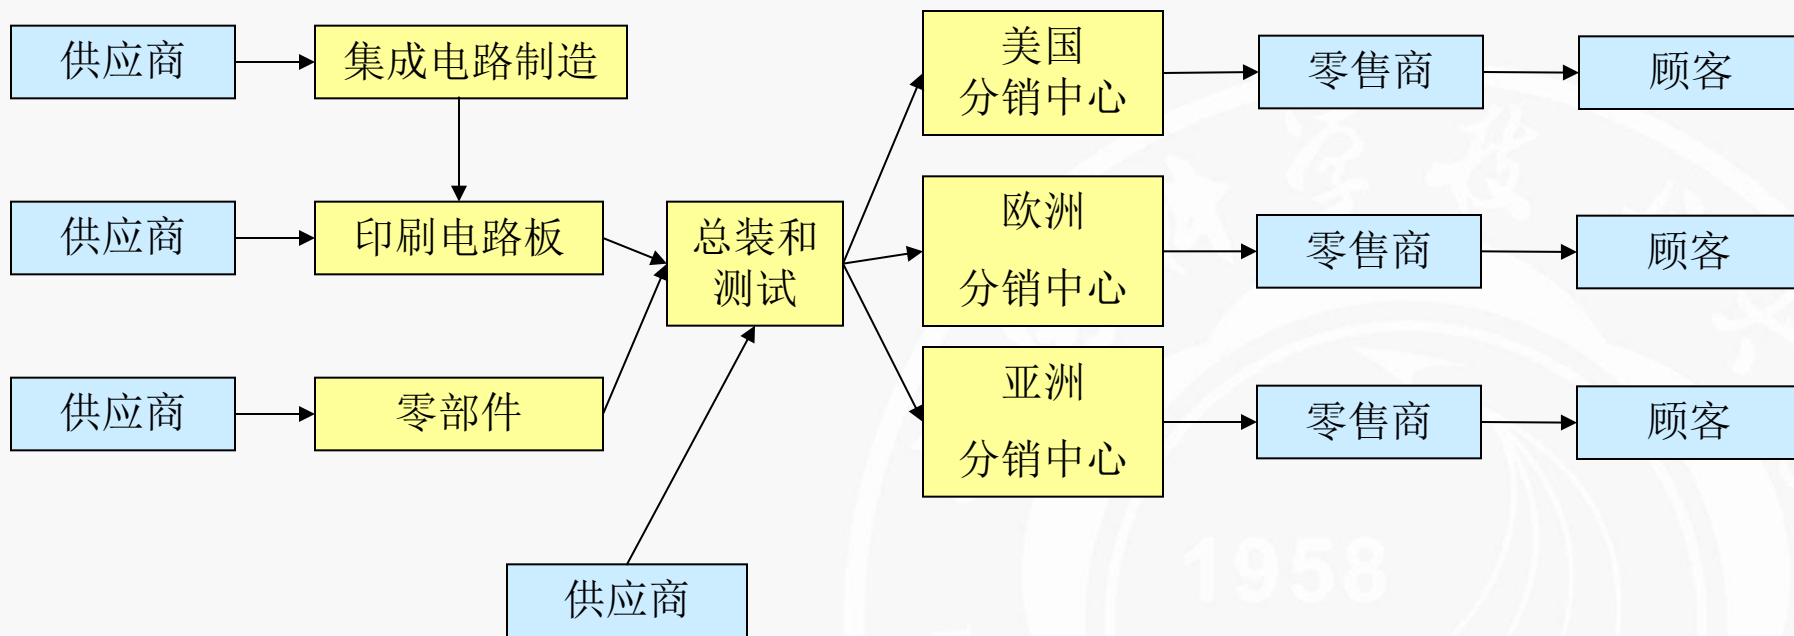 供应商
集成电路制造
美国
分销中心
零售商
顾客
供应商
印刷电路板
总装和
测试
欧洲
分销中心
零售商
顾客
供应商
零部件
亚洲
分销中心
零售商
顾客
供应商
1958